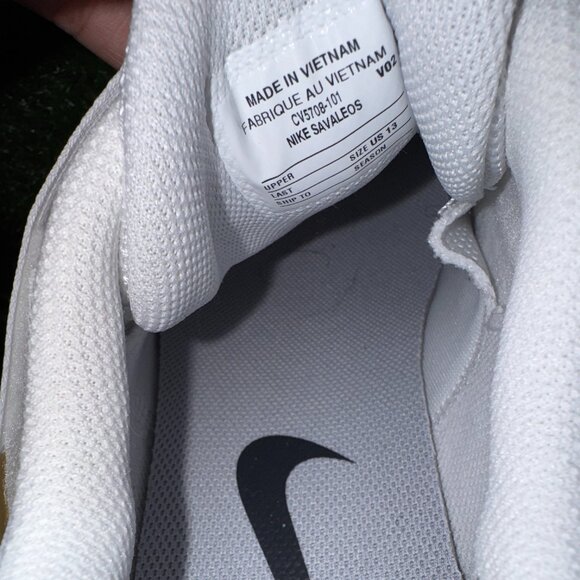 MADE IN VIETNAM
FABRIQUE AU VIETNAM
CV5708-101 V02
NIKE SAVALEOS
UPPER SIZE US 13
LAST SEASON
SHIP TO